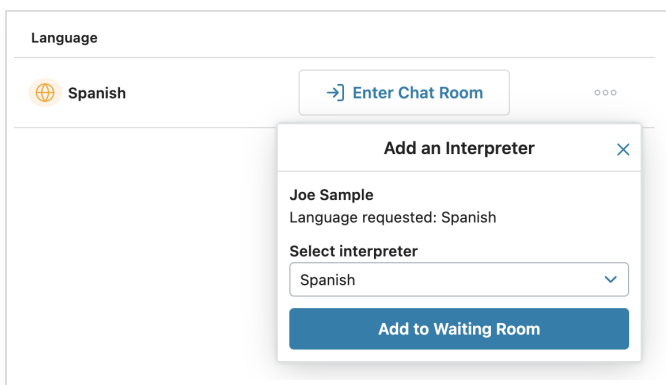 Language
Spanish
Enter Chat Room
Add an Interpreter
Joe Sample
Language requested: Spanish
Select interpreter
Spanish
Add to Waiting Room